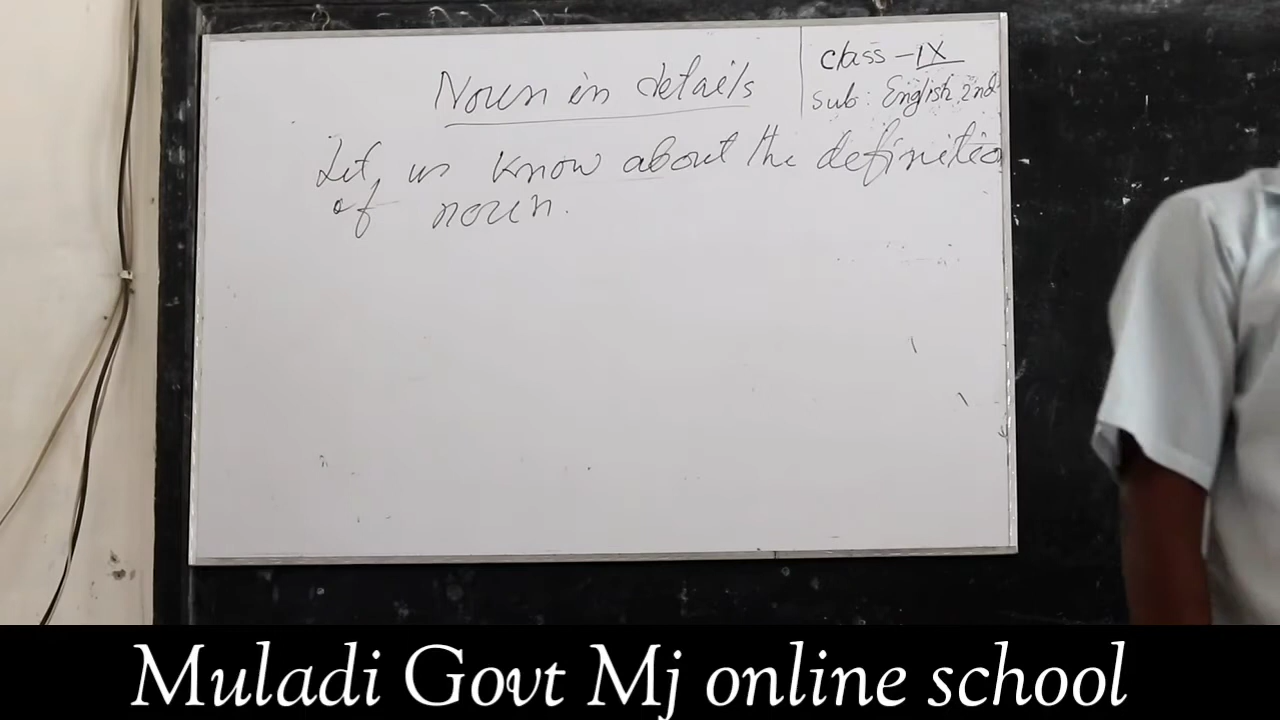 Noun in details
class - IX
sub : English, 2nd
Let us know about the definition
of noun.
Muladi Govt Mj online school